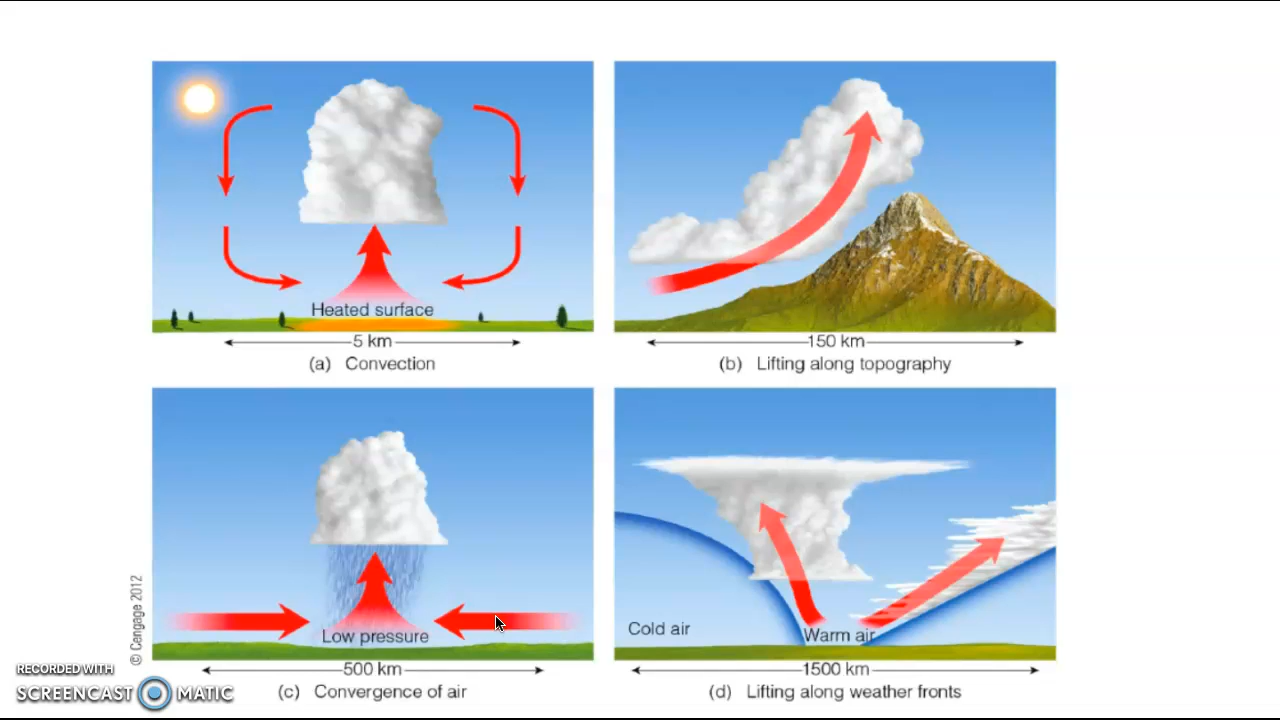 Heated surface
5 km
(a) Convection
150 km
(b) Lifting along topography
Low pressure
500 km
(c) Convergence of air
Cold air
Warm air
1500 km
(d) Lifting along weather fronts
© Cengage 2012
RECORDED WITH
SCREENCAST MATIC